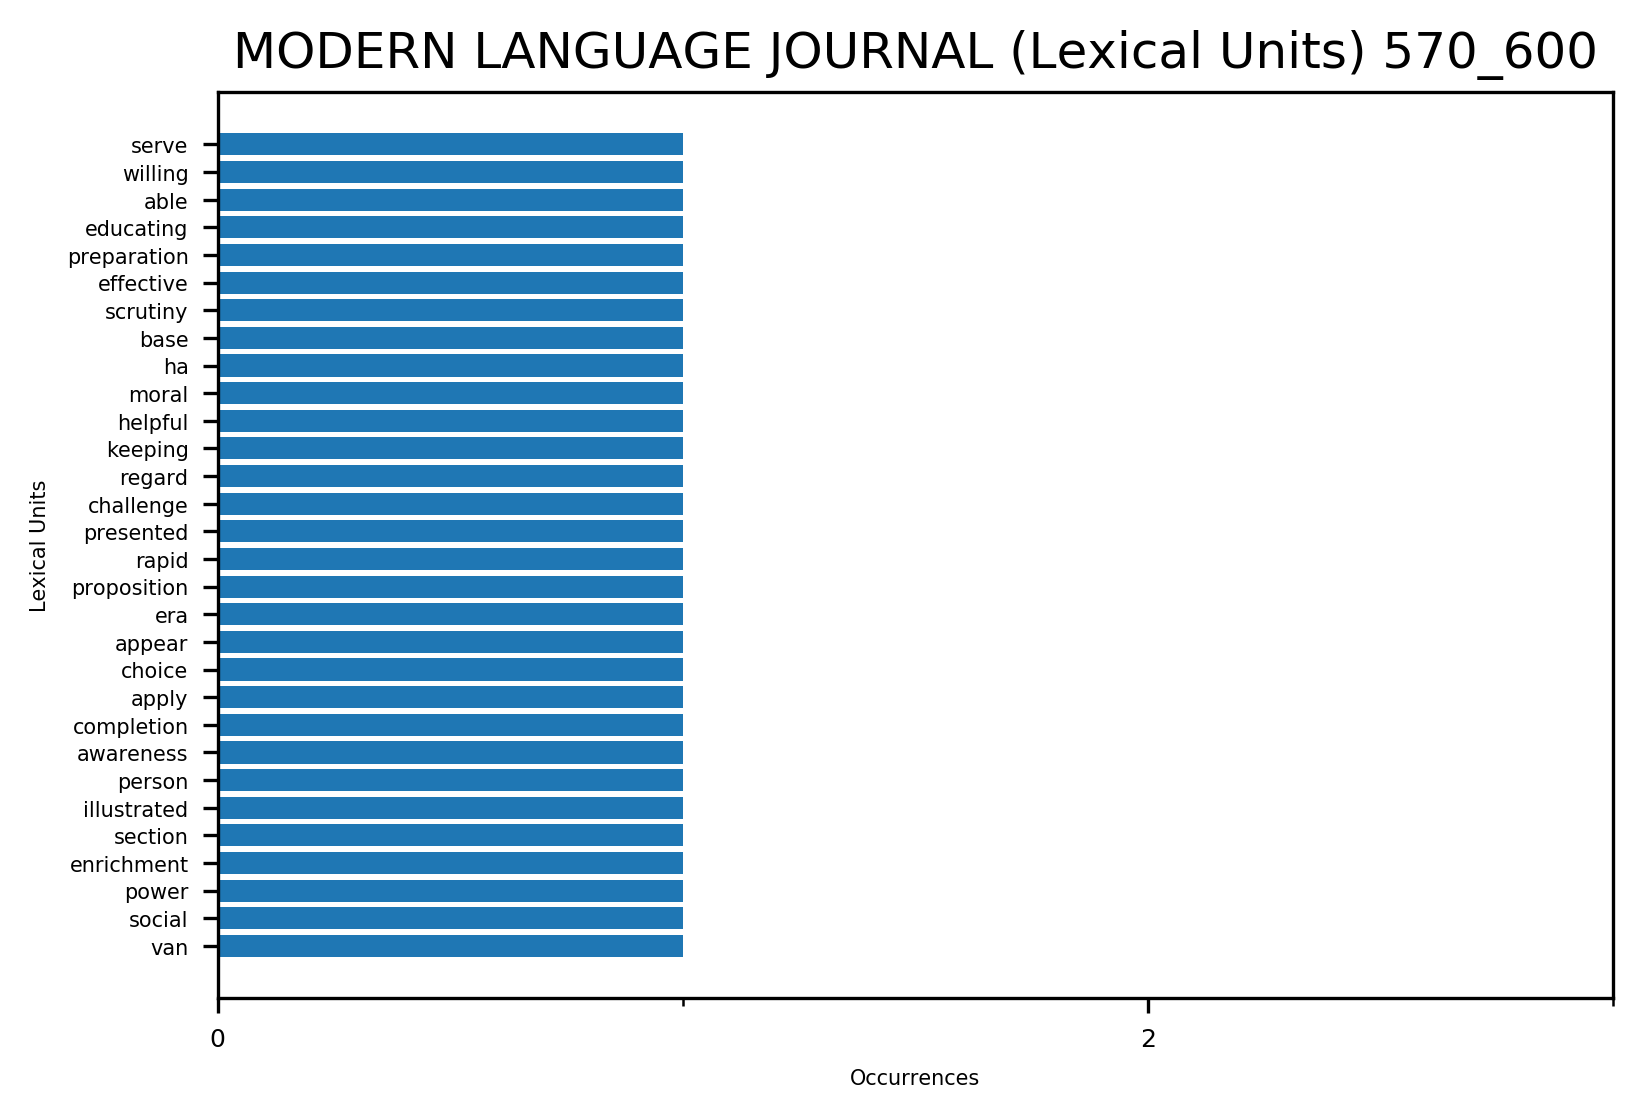 MODERN LANGUAGE JOURNAL (Lexical Units) 570_600
serve
willing
able
educating
preparation
effective
scrutiny
base
ha
moral
helpful
keeping
regard
challenge
presented
rapid
proposition
era
appear
choice
apply
completion
awareness
person
illustrated
section
enrichment
power
social
van
Lexical Units
0
2
Occurrences